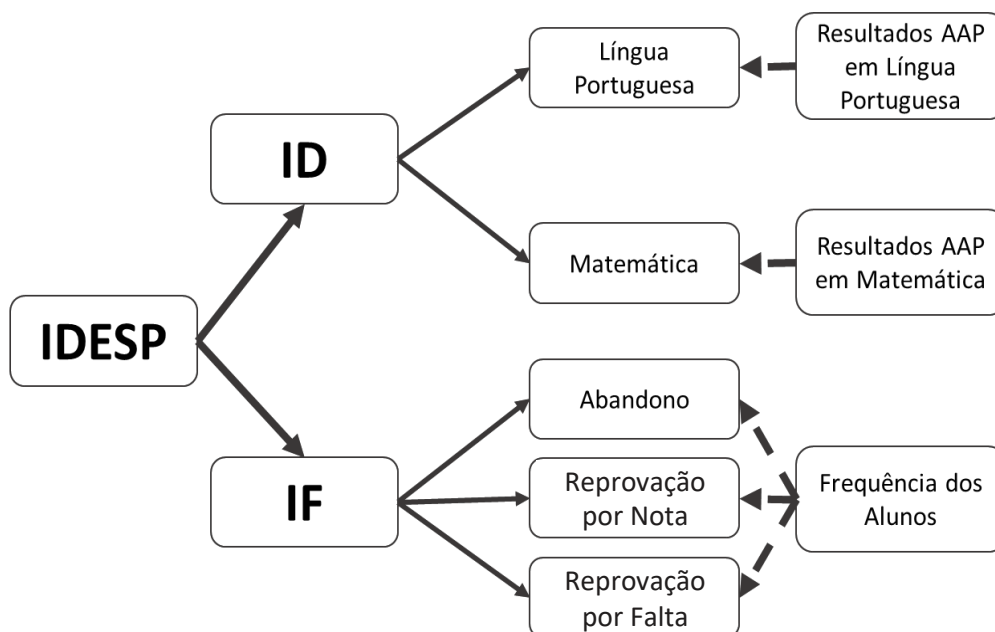 Língua
Portuguesa
Resultados AAP
em Língua
Portuguesa
ID
Matemática
Resultados AAP
em Matemática
IDESP
Abandono
IF
Reprovação
por Nota
Frequência dos
Alunos
Reprovação
por Falta